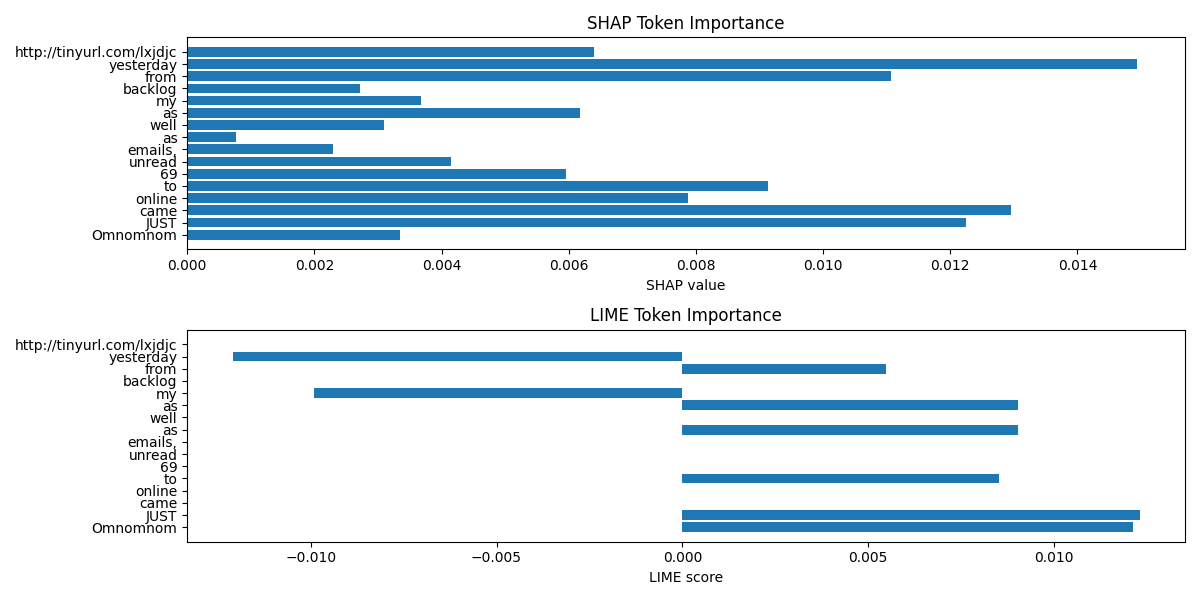 SHAP Token Importance
http://tinyurl.com/lxjdjc
yesterday
from
backlog
my
as
well
as
emails,
unread
69
to
online
came
JUST
Omnomnom
0.000 0.002 0.004 0.006 0.008 0.010 0.012 0.014
SHAP value
LIME Token Importance
http://tinyurl.com/lxjdjc
yesterday
from
backlog
my
as
well
as
emails,
unread
69
to
online
came
JUST
Omnomnom
−0.010 −0.005 0.000 0.005 0.010
LIME score